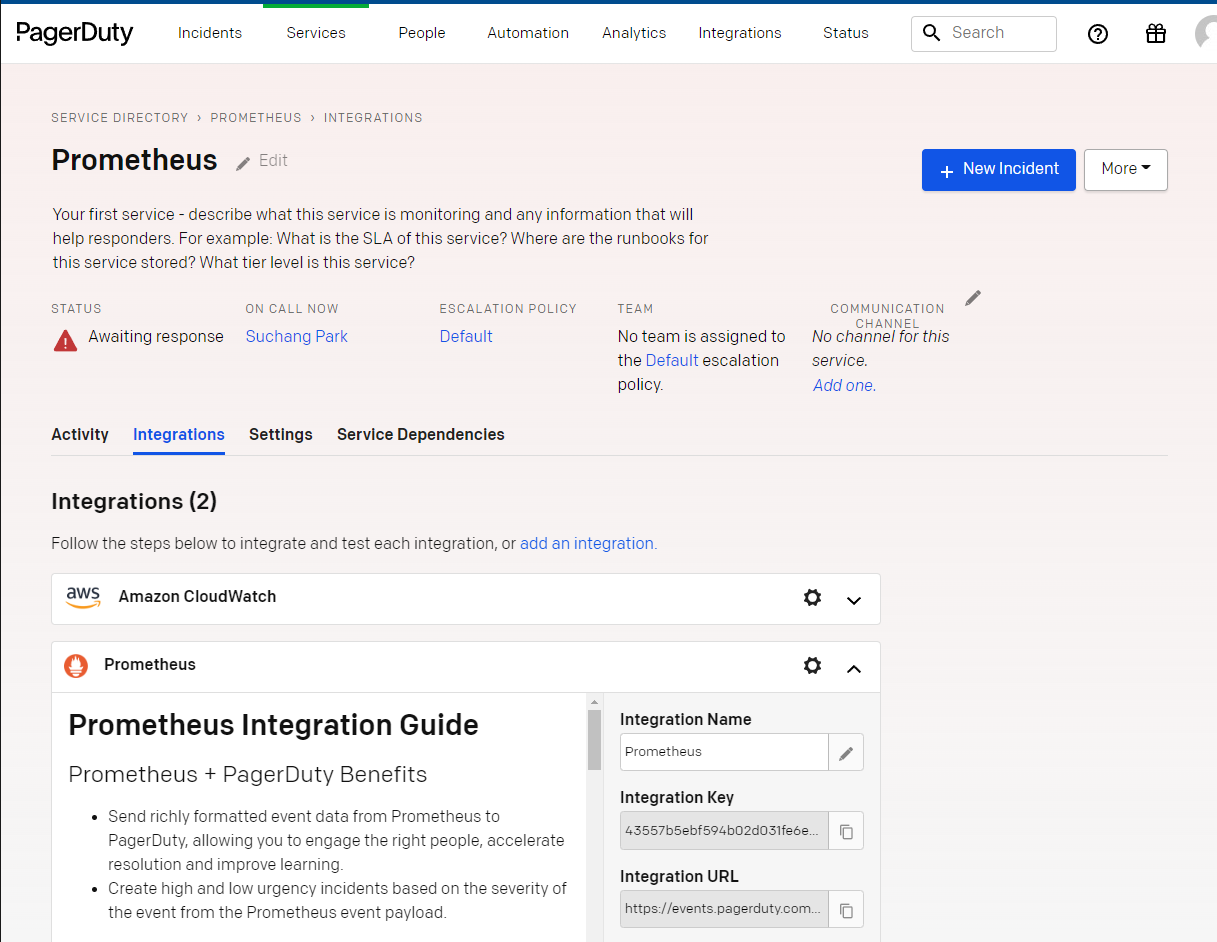 PagerDuty
Incidents
Services
People
Automation
Analytics
Integrations
Status
Search
SERVICE DIRECTORY › PROMETHEUS › INTEGRATIONS
Prometheus
Edit
+ New Incident
More
Your first service - describe what this service is monitoring and any information that will
help responders. For example: What is the SLA of this service? Where are the runbooks for
this service stored? What tier level is this service?
STATUS
Awaiting response
ON CALL NOW
Suchang Park
ESCALATION POLICY
Default
TEAM
No team is assigned to
the Default escalation
policy.
COMMUNICATION
CHANNEL
No channel for this
service.
Add one.
Activity
Integrations
Settings
Service Dependencies
Integrations (2)
Follow the steps below to integrate and test each integration, or add an integration.
aws
Amazon CloudWatch
Prometheus
Prometheus Integration Guide
Prometheus + PagerDuty Benefits
• Send richly formatted event data from Prometheus to
PagerDuty, allowing you to engage the right people, accelerate
resolution and improve learning.
• Create high and low urgency incidents based on the severity of
the event from the Prometheus event payload.
Integration Name
Prometheus
Integration Key
43557b5ebf594b02d031fe6e...
Integration URL
https://events.pagerduty.com...